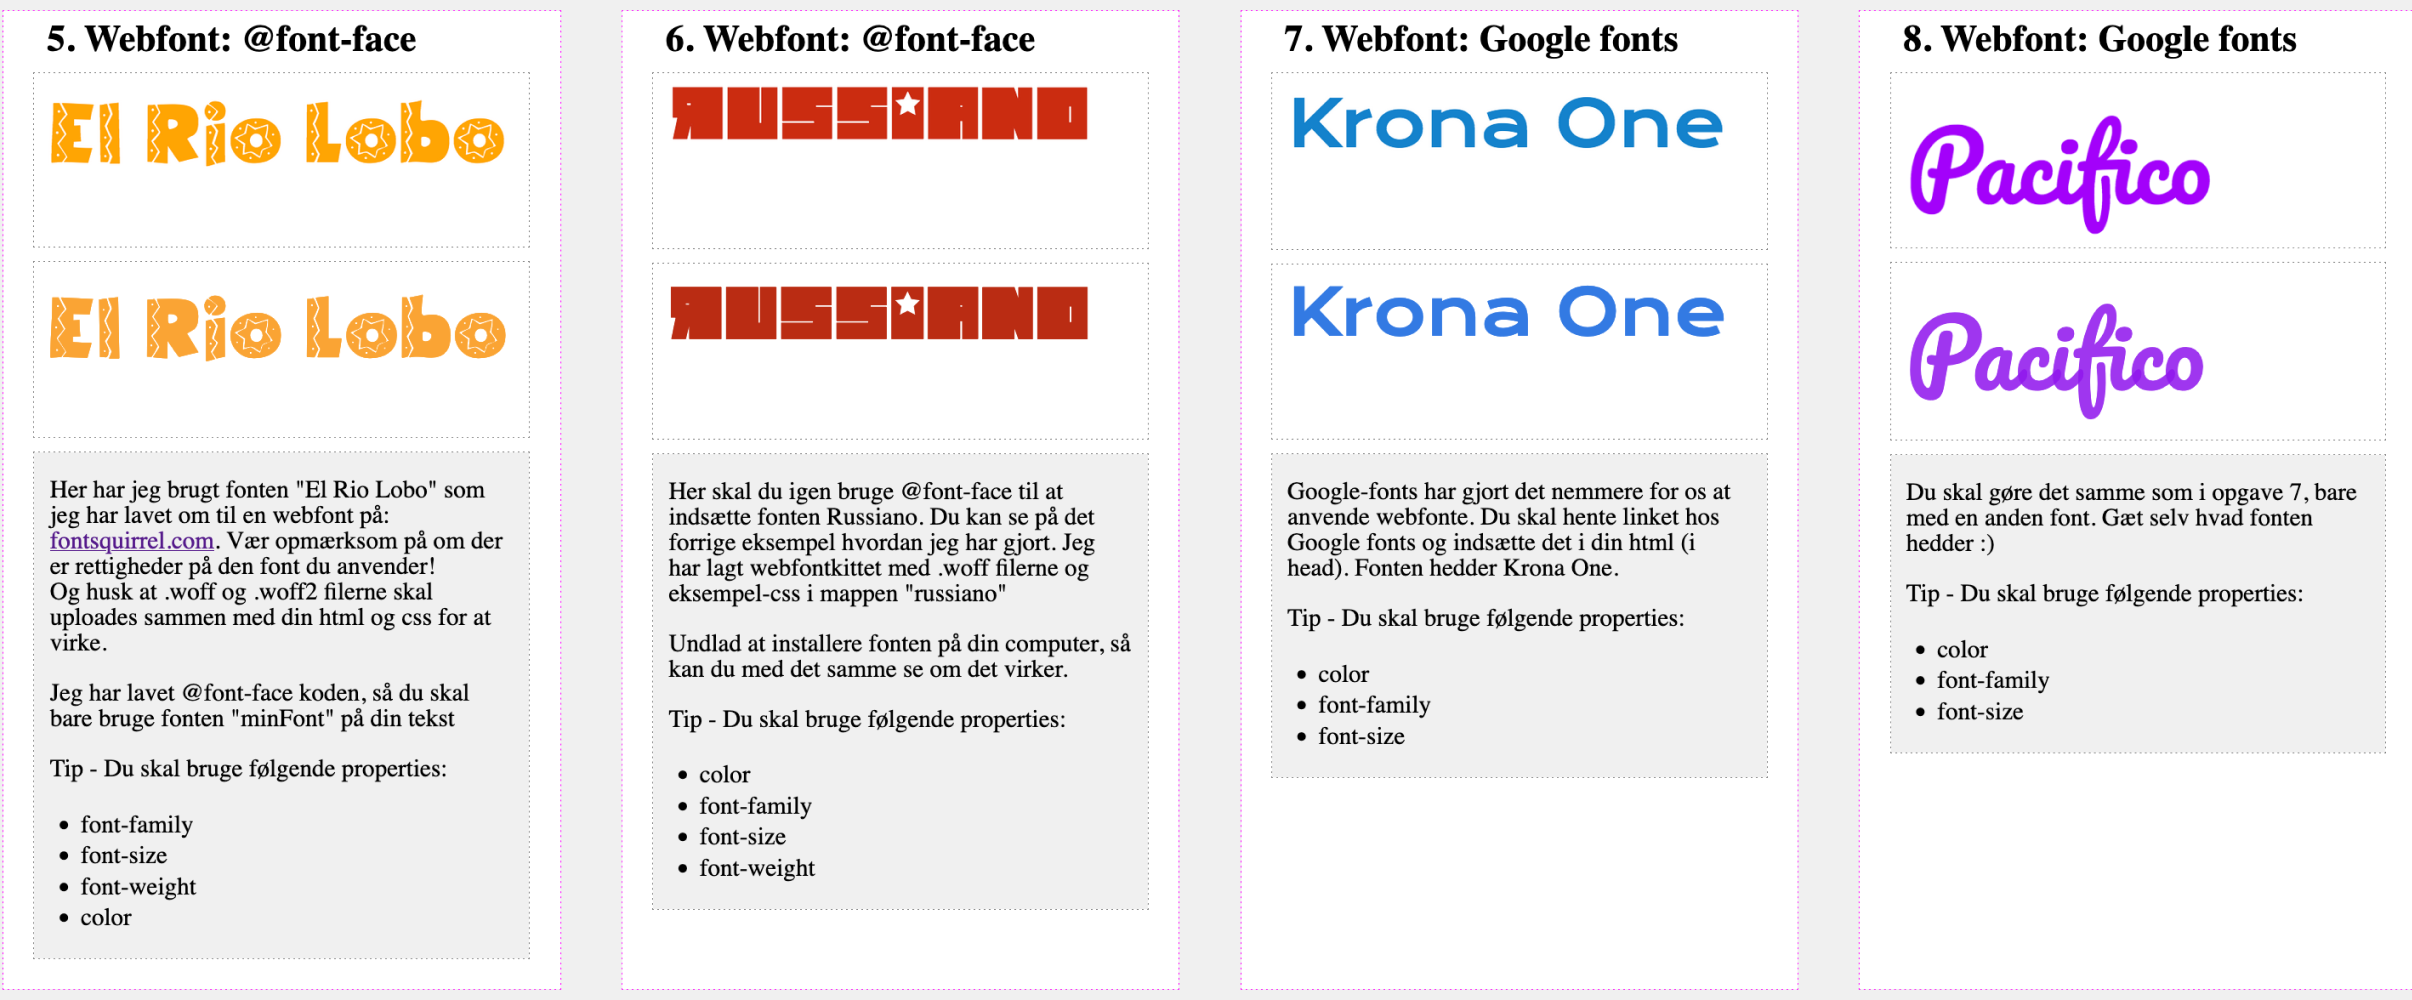 5. Webfont: @font-face
El Rio Lobo
El Rio Lobo
Her har jeg brugt fonten "El Rio Lobo" som
jeg har lavet om til en webfont på:
fontsquirrel.com. Vær opmærksom på om der
er rettigheder på den font du anvender!
Og husk at .woff og .woff2 filerne skal
uploades sammen med din html og css for at
virke.
Jeg har lavet @font-face koden, så du skal
bare bruge fonten "minFont" på din tekst
Tip - Du skal bruge følgende properties:
• font-family
• font-size
• font-weight
• color
6. Webfont: @font-face
RUSSIANO
RUSSIANO
Her skal du igen bruge @font-face til at
indsætte fonten Russiano. Du kan se på det
forrige eksempel hvordan jeg har gjort. Jeg
har lagt webfontkittet med .woff filerne og
eksempel-css i mappen "russiano"
Undlad at installere fonten på din computer, så
kan du med det samme se om det virker.
Tip - Du skal bruge følgende properties:
• color
• font-family
• font-size
• font-weight
7. Webfont: Google fonts
Krona One
Krona One
Google-fonts har gjort det nemmere for os at
anvende webfonte. Du skal hente linket hos
Google fonts og indsætte det i din html (i
head). Fonten hedder Krona One.
Tip - Du skal bruge følgende properties:
• color
• font-family
• font-size
8. Webfont: Google fonts
Pacifico
Pacifico
Du skal gøre det samme som i opgave 7, bare
med en anden font. Gæt selv hvad fonten
hedder :)
Tip - Du skal bruge følgende properties:
• color
• font-family
• font-size